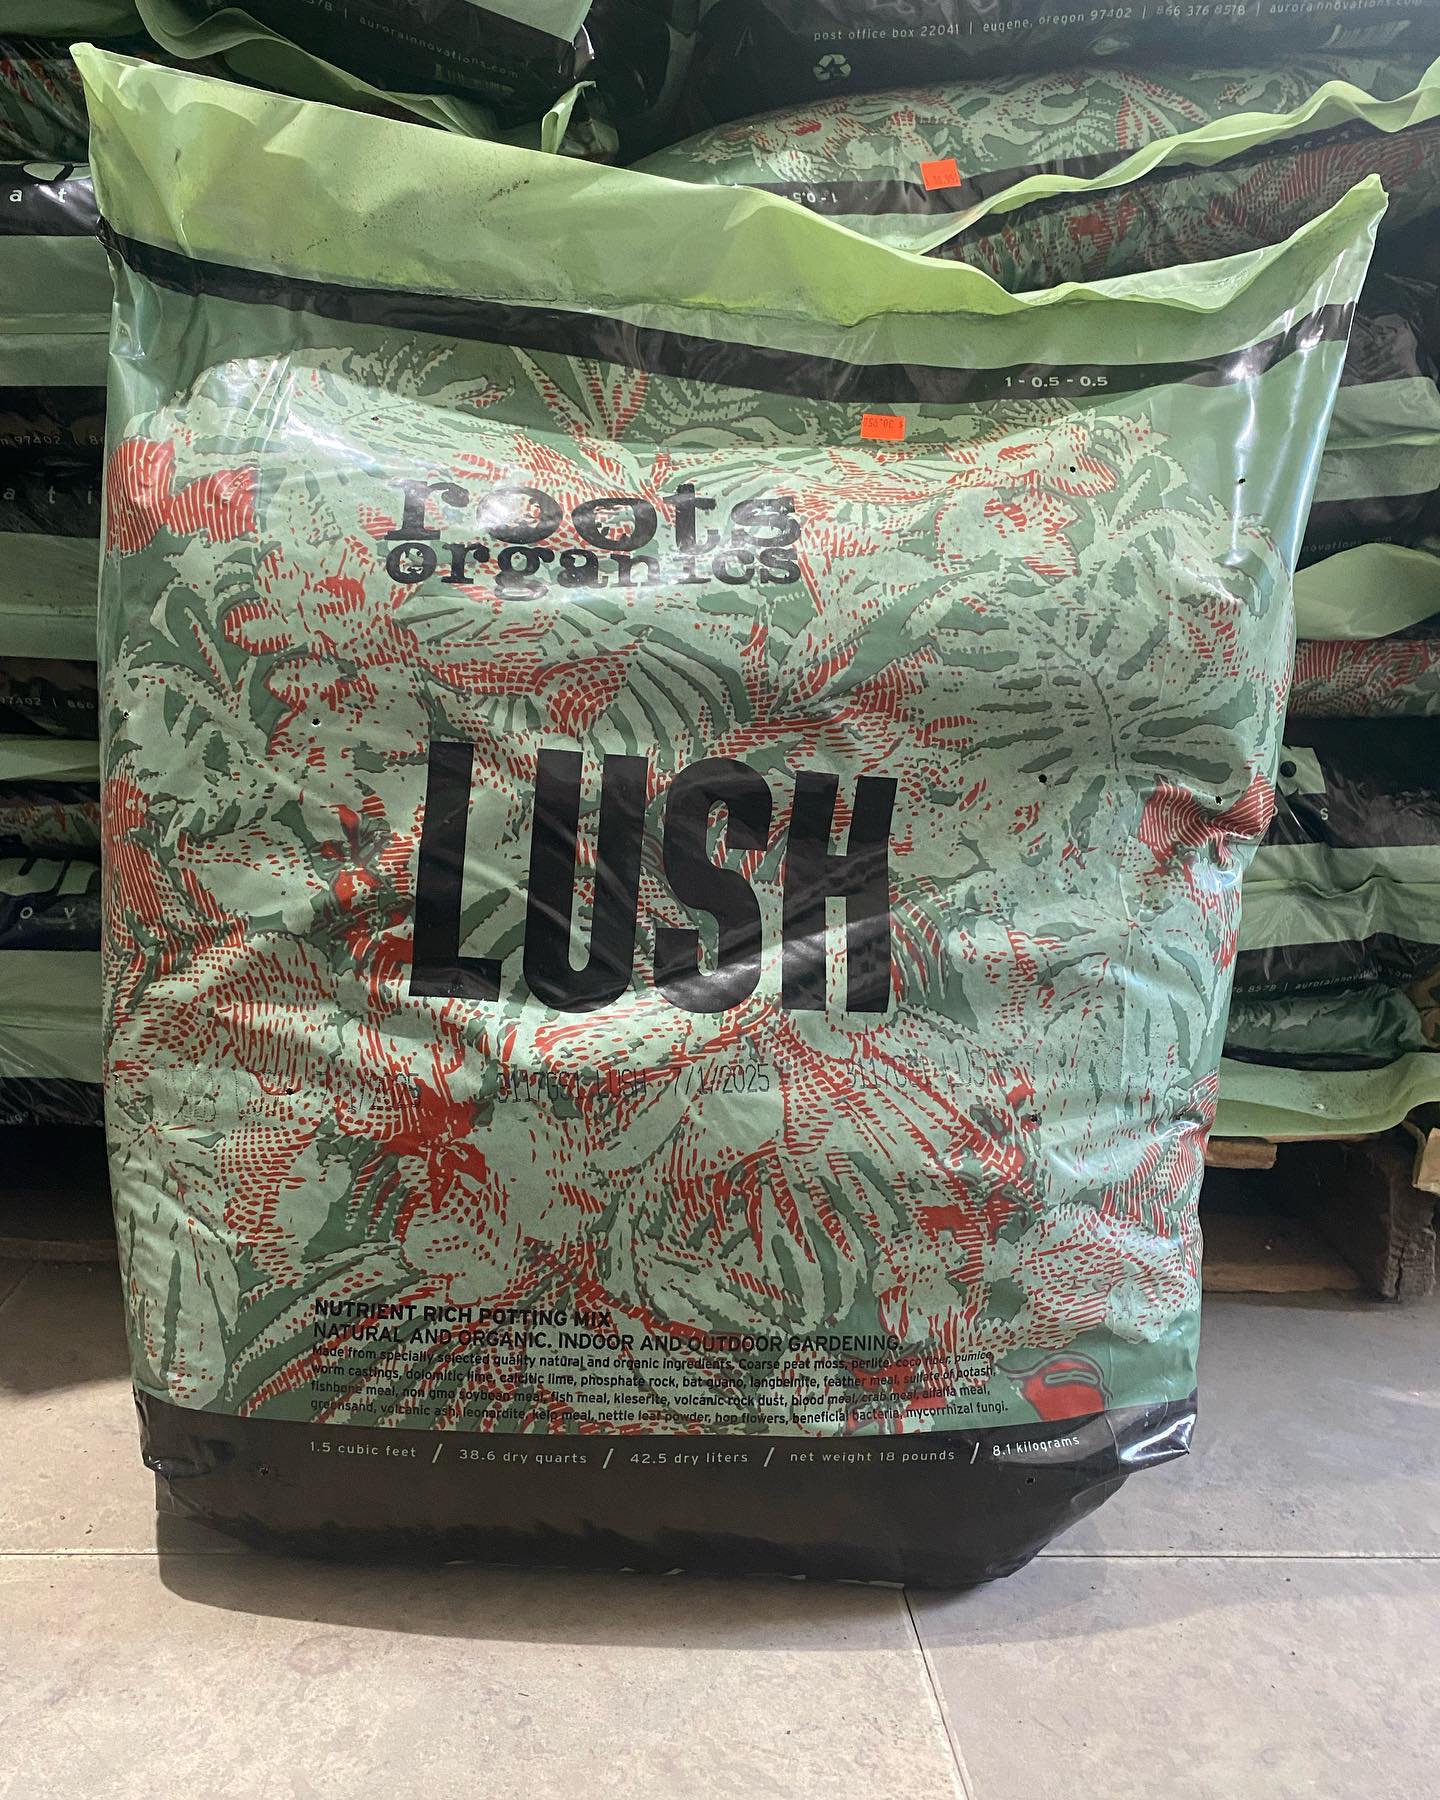 aurorainnovations.com
post office box 22041 | eugene, oregon 97402 | 866 376 8578 | aurorainnovations.com
1 - 0.5 - 0.5
roots
organics
LUSH
3117GS1 LUSH 7/1/2025
NUTRIENT RICH POTTING MIX
NATURAL AND ORGANIC. INDOOR AND OUTDOOR GARDENING.
Made from specially selected quality natural and organic ingredients. Coarse peat moss, perlite, coco fiber, pumice,
worm castings, dolomitic lime, calcitic lime, phosphate rock, bat guano, langbeinite, feather meal, sulfate of potash,
fishbone meal, non gmo soybean meal, fish meal, kieserite, volcanic rock dust, blood meal, crab meal, alfalfa meal,
greensand, volcanic ash, leonardite, kelp meal, nettle leaf powder, hop flowers, beneficial bacteria, mycorrhizal fungi.
1.5 cubic feet / 38.6 dry quarts / 42.5 dry liters / net weight 18 pounds / 8.1 kilograms